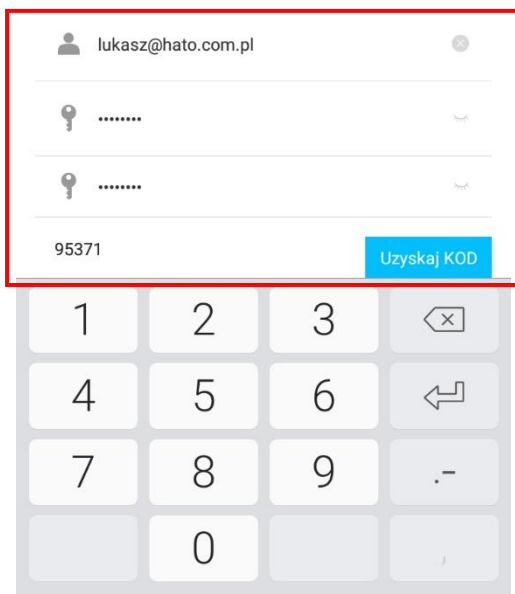 lukasz@hato.com.pl
••••••••
••••••••
95371 Uzyskaj KOD
1 2 3
4 5 6
7 8 9 .-
0 ,